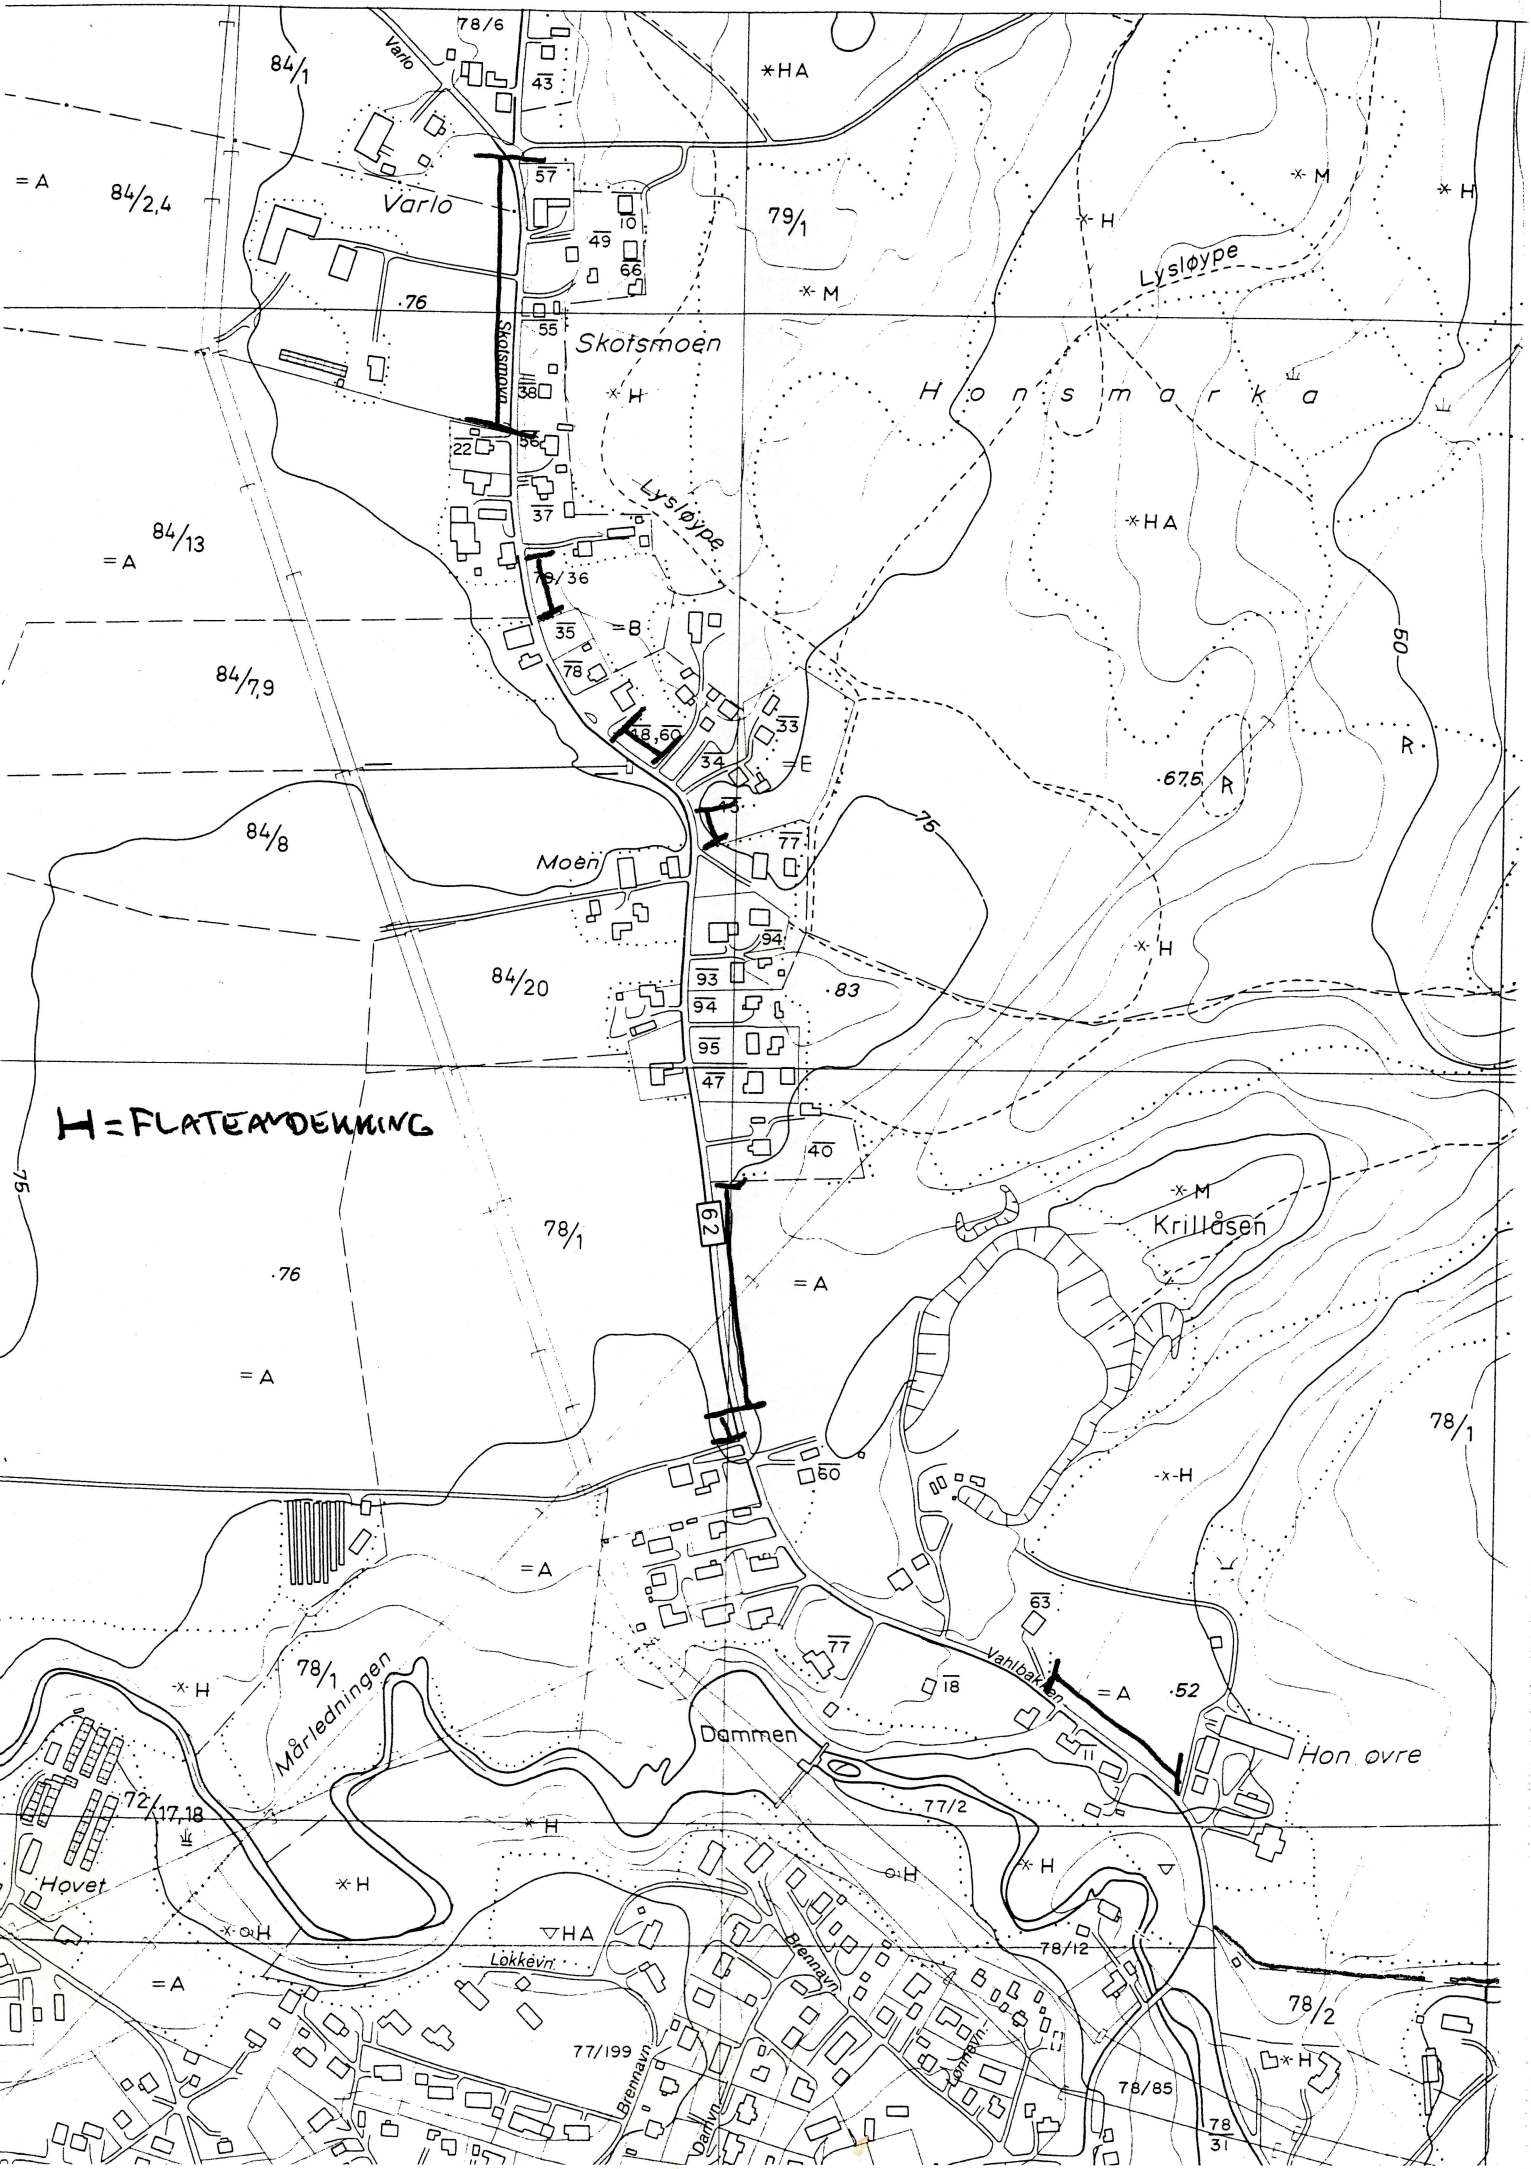 78/6
Varlo
84/1
43
*HA
= A
84/2,4
Varlo
57
10
49
66
79/1
-x- H
-x- M
-x- H
Lysløype
-x- M
.76
55
Skotsmoen
Skotsmovn
38
-x- H
Honsmarka
56
22
37
Lysløype
84/13
= A
-x- HA
79/36
35
=B
50
78
84/7,9
48,60
33
34
=E
R
.67,5
R
84/8
45
75
77
Moen
94
-x- H
84/20
93
.83
94
95
47
H = FLATEAVDEKKING
40
75
-x- M
Krillåsen
62
78/1
.76
= A
= A
78/1
60
-x- H
= A
63
77
Vahlbakken
78/1
-x- H
18
= A
.52
Mårledningen
Dammen
Hon øvre
72/17,18
77/2
* H
-x- H
o H
Hovet
-x- H
-x- o H
▽HA
Løkkevn.
Brennavn
78/12
= A
78/2
77/199
Brennavn
-x- H
Damvn
78/85
78
31